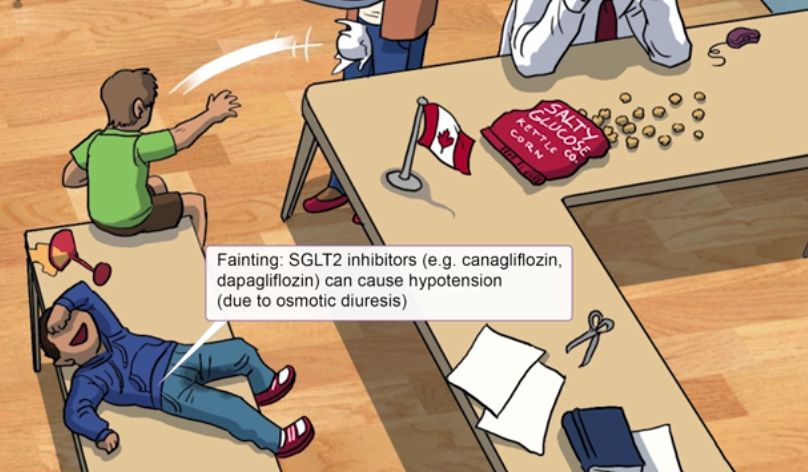 SALTY
GLUCOSE
KETTLE CO.
CORN
Fainting: SGLT2 inhibitors (e.g. canagliflozin,
dapagliflozin) can cause hypotension
(due to osmotic diuresis)